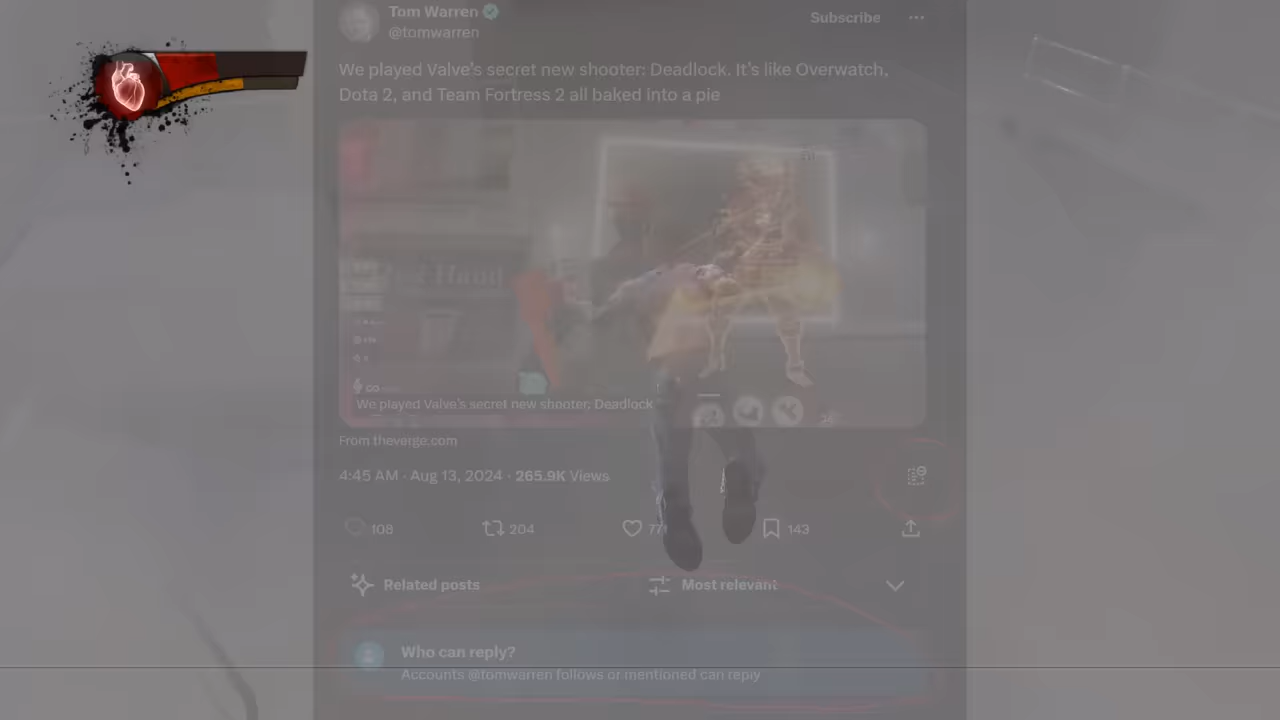 Tom Warren
Subscribe
@tomwarren
We played Valve's secret new shooter: Deadlock. It's like Overwatch,
Dota 2, and Team Fortress 2 all baked into a pie
We played Valve's secret new shooter: Deadlock
From theverge.com
4:45 AM · Aug 13, 2024 · 265.9K Views
108
204
143
Related posts
Most relevant
Who can reply?
Accounts @tomwarren follows or mentioned can reply